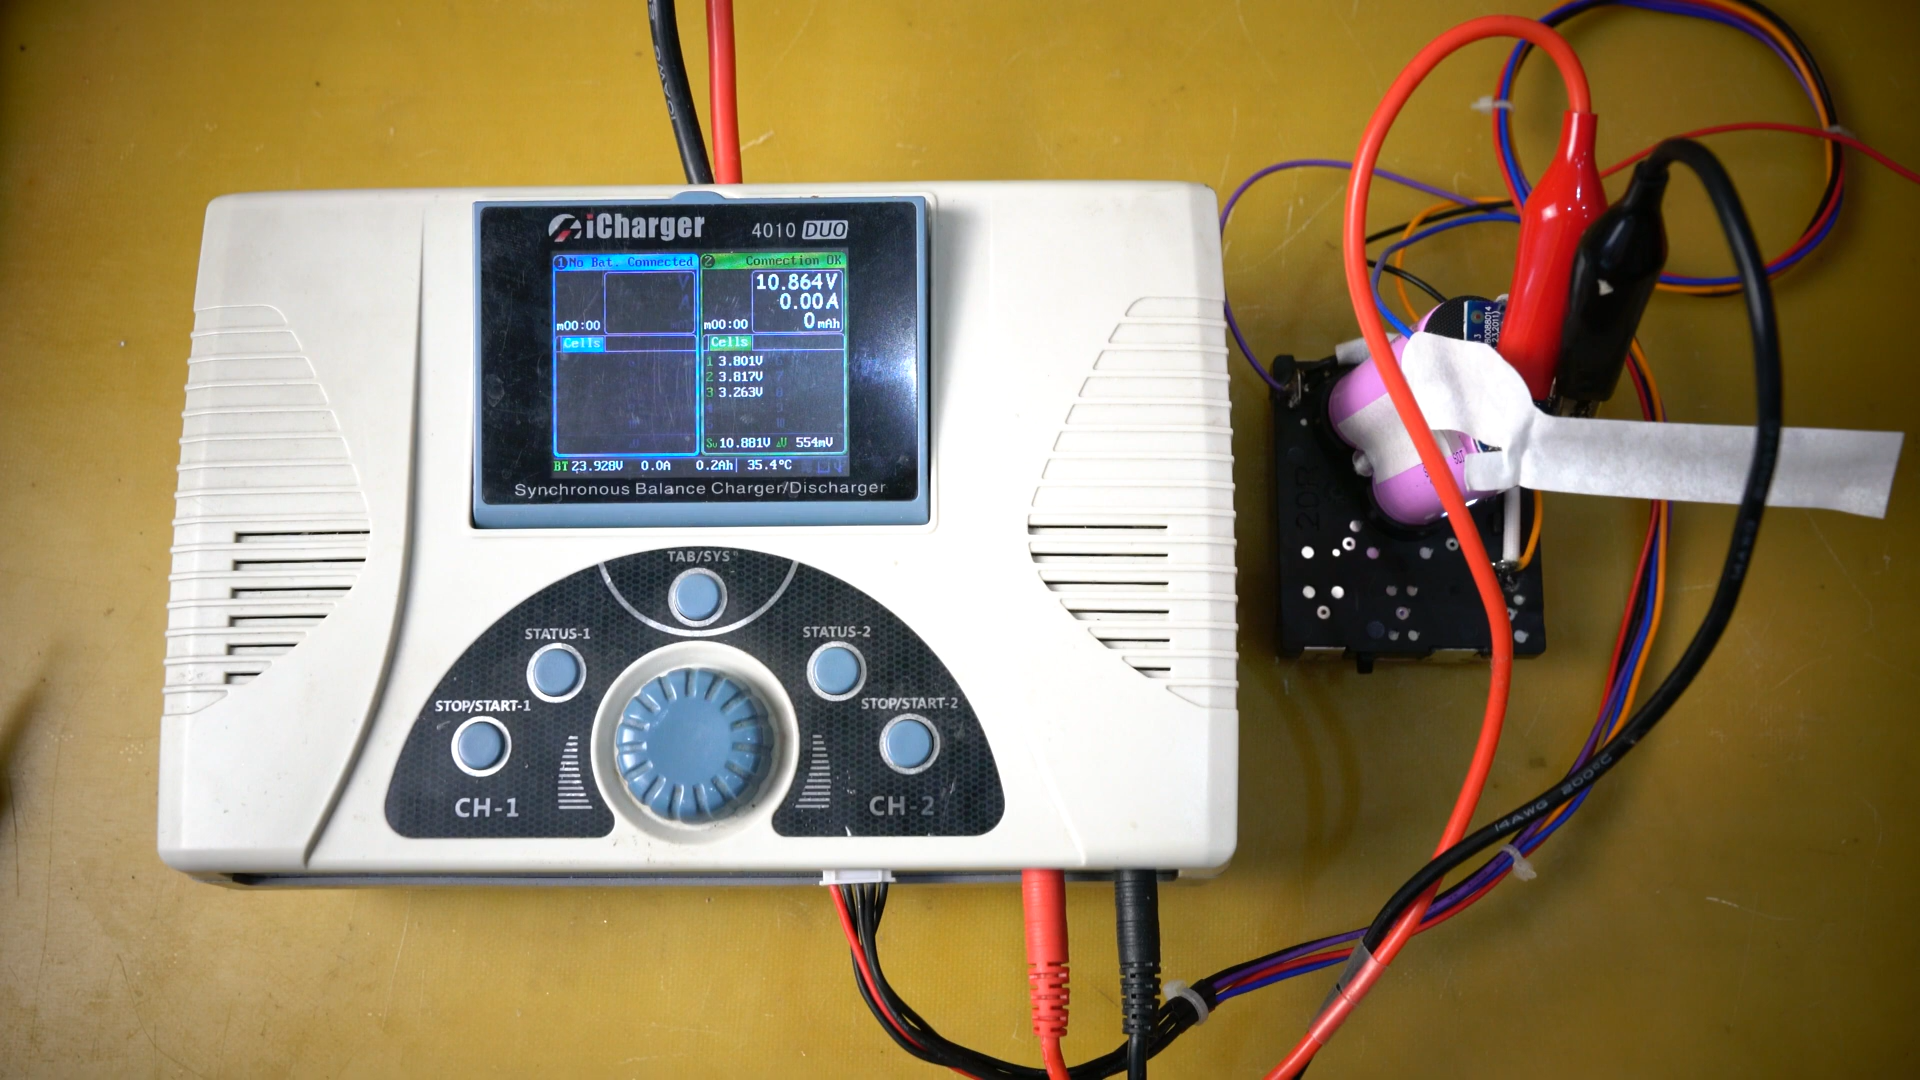 iCharger
4010 DUO
1 No Bat. Connected
2 Connection OK
10.864V
0.00A
0 mAh
m00:00
m00:00
Cells
Cells
1 3.801V
2 3.817V
3 3.263V
Su 10.881V ΔV 554mV
BT 23.928V 0.0A 0.2Ah 35.4°C
Synchronous Balance Charger/Discharger
TAB/SYS
STATUS-1
STATUS-2
STOP/START-1
STOP/START-2
CH-1
CH-2
14AWG 200°C